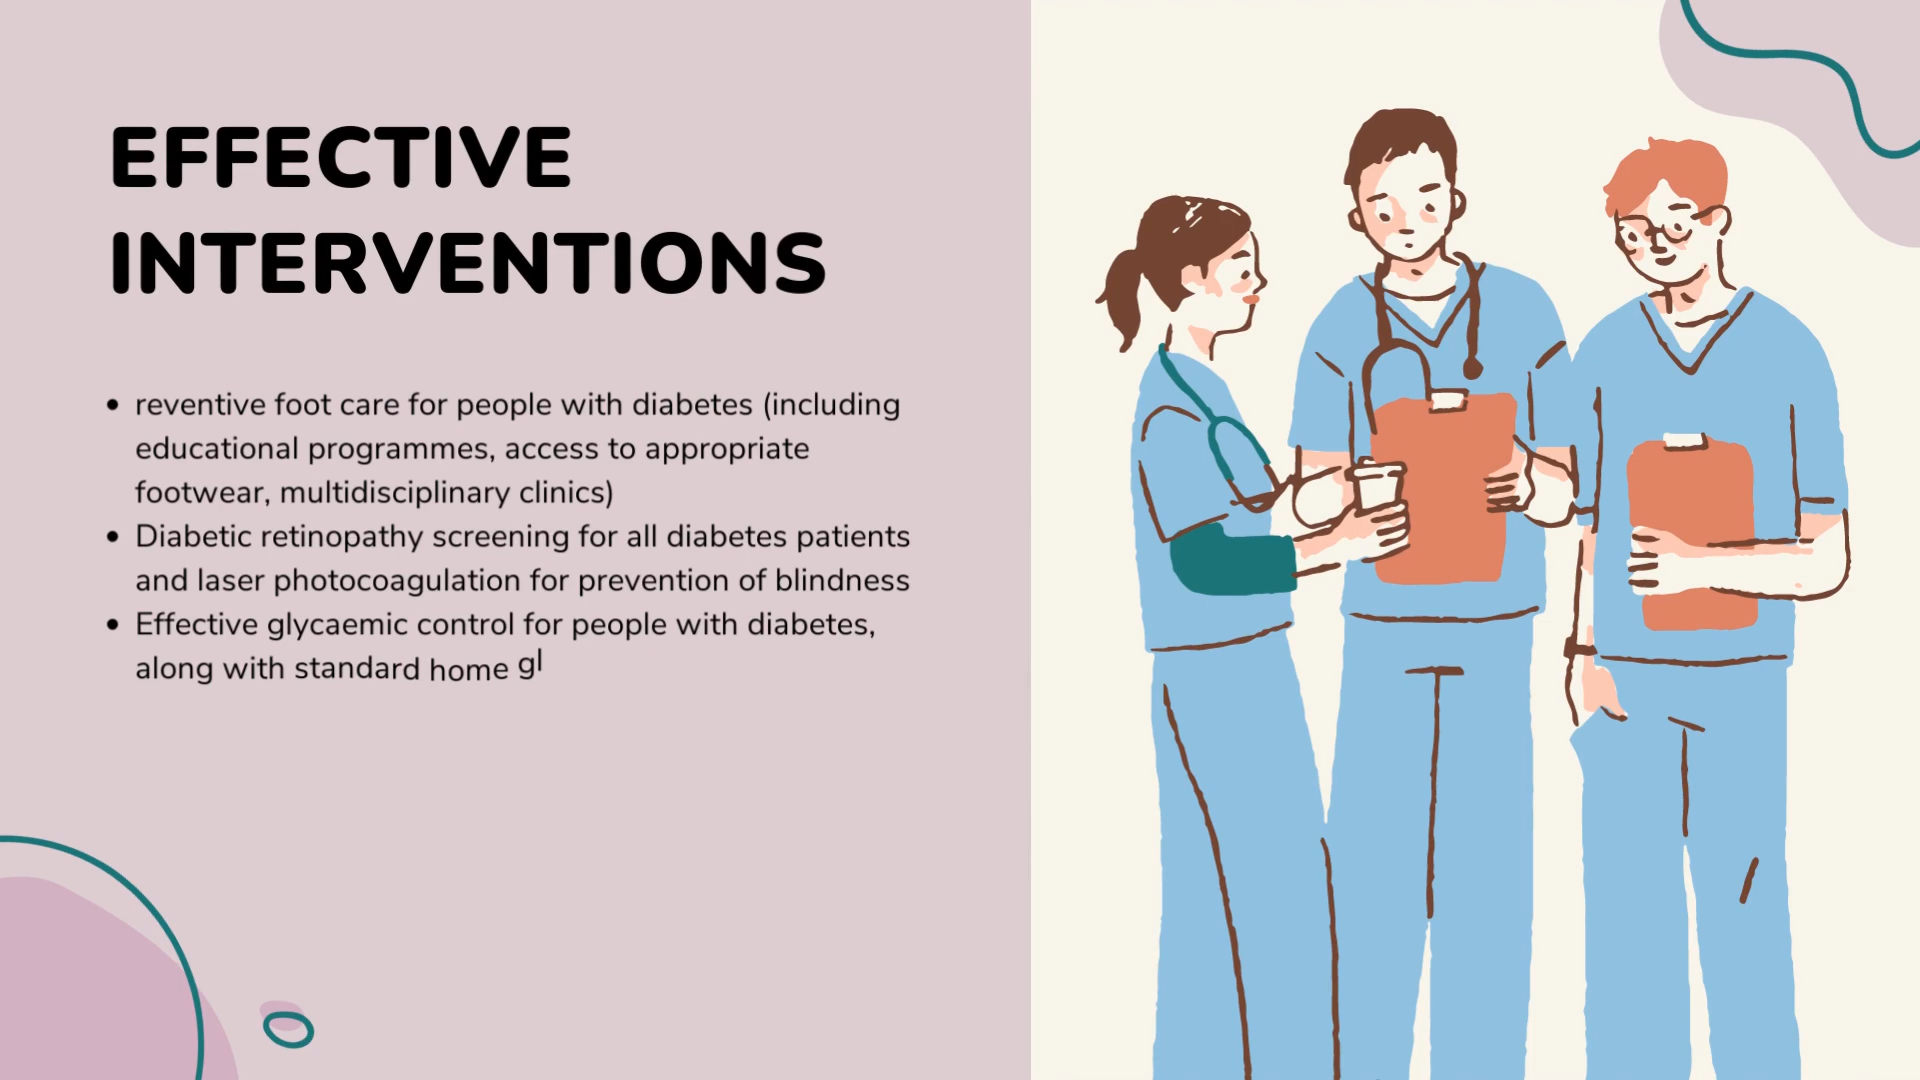 EFFECTIVE
INTERVENTIONS
• reventive foot care for people with diabetes (including
educational programmes, access to appropriate
footwear, multidisciplinary clinics)
• Diabetic retinopathy screening for all diabetes patients
and laser photocoagulation for prevention of blindness
• Effective glycaemic control for people with diabetes,
along with standard home gl